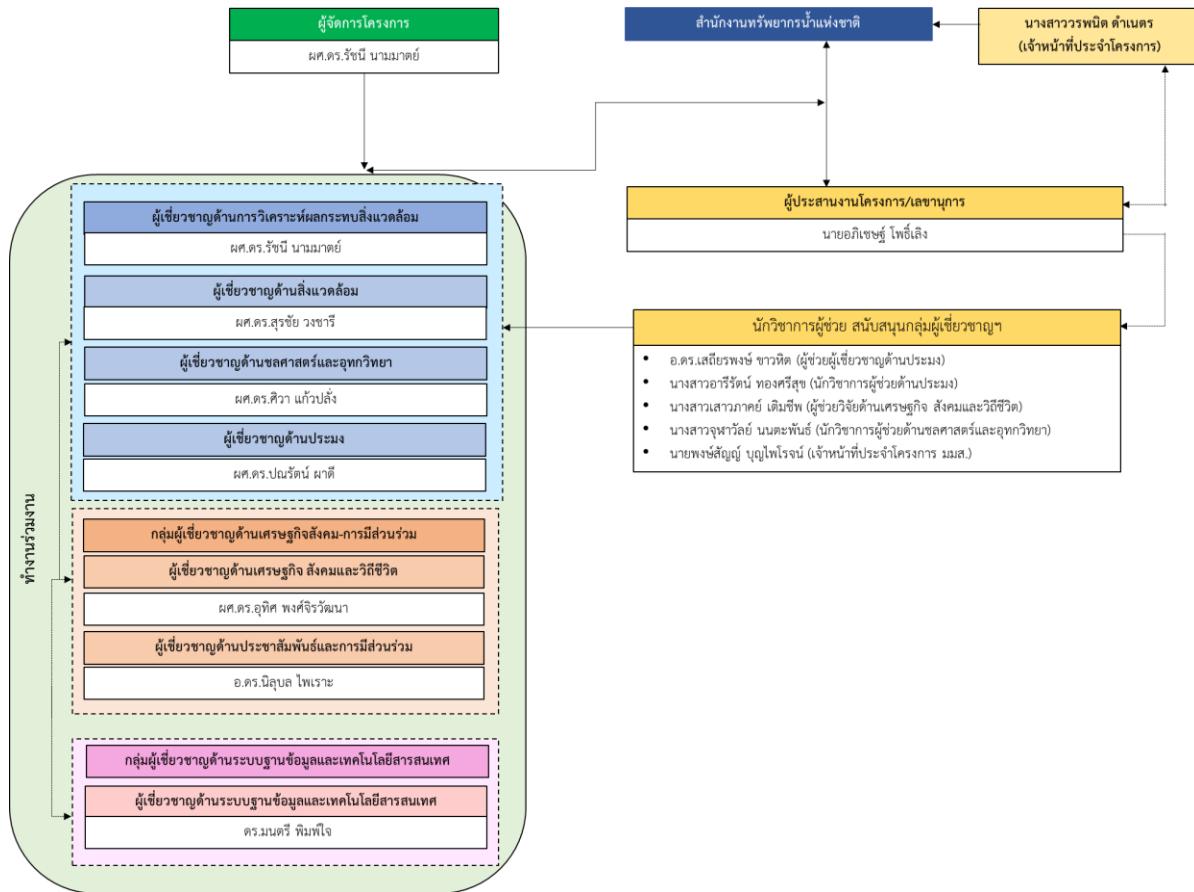 ผู้จัดการโครงการ
ผศ.ดร.รัชนี นามมาตย์
สำนักงานทรัพยากรน้ำแห่งชาติ
นางสาววรพนิต ดำเนตร
(เจ้าหน้าที่ประจำโครงการ)
ผู้ประสานงานโครงการ/เลขานุการ
นายอภิเชษฐ์ โพธิ์เลิง
นักวิชาการผู้ช่วย สนับสนุนกลุ่มผู้เชี่ยวชาญฯ
• อ.ดร.เสถียรพงษ์ ขาวหิต (ผู้ช่วยผู้เชี่ยวชาญด้านประมง)
• นางสาวอารีรัตน์ ทองศรีสุข (นักวิชาการผู้ช่วยด้านประมง)
• นางสาวเสาวภาคย์ เติมชีพ (ผู้ช่วยวิจัยด้านเศรษฐกิจ สังคมและวิถีชีวิต)
• นางสาวจุฬาวัลย์ นนตะพันธ์ (นักวิชาการผู้ช่วยด้านชลศาสตร์และอุทกวิทยา)
• นายพงษ์สัญญ์ บุญไพโรจน์ (เจ้าหน้าที่ประจำโครงการ มมส.)
ทำงานร่วมงาน
ผู้เชี่ยวชาญด้านการวิเคราะห์ผลกระทบสิ่งแวดล้อม
ผศ.ดร.รัชนี นามมาตย์
ผู้เชี่ยวชาญด้านสิ่งแวดล้อม
ผศ.ดร.สุรชัย วงชารี
ผู้เชี่ยวชาญด้านชลศาสตร์และอุทกวิทยา
ผศ.ดร.ศิวา แก้วปลั่ง
ผู้เชี่ยวชาญด้านประมง
ผศ.ดร.ปณรัตน์ ผาดี
กลุ่มผู้เชี่ยวชาญด้านเศรษฐกิจสังคม-การมีส่วนร่วม
ผู้เชี่ยวชาญด้านเศรษฐกิจ สังคมและวิถีชีวิต
ผศ.ดร.อุทิศ พงศ์จิรวัฒนา
ผู้เชี่ยวชาญด้านประชาสัมพันธ์และการมีส่วนร่วม
อ.ดร.นิลุบล ไพเราะ
กลุ่มผู้เชี่ยวชาญด้านระบบฐานข้อมูลและเทคโนโลยีสารสนเทศ
ผู้เชี่ยวชาญด้านระบบฐานข้อมูลและเทคโนโลยีสารสนเทศ
ดร.มนตรี พิมพ์ใจ